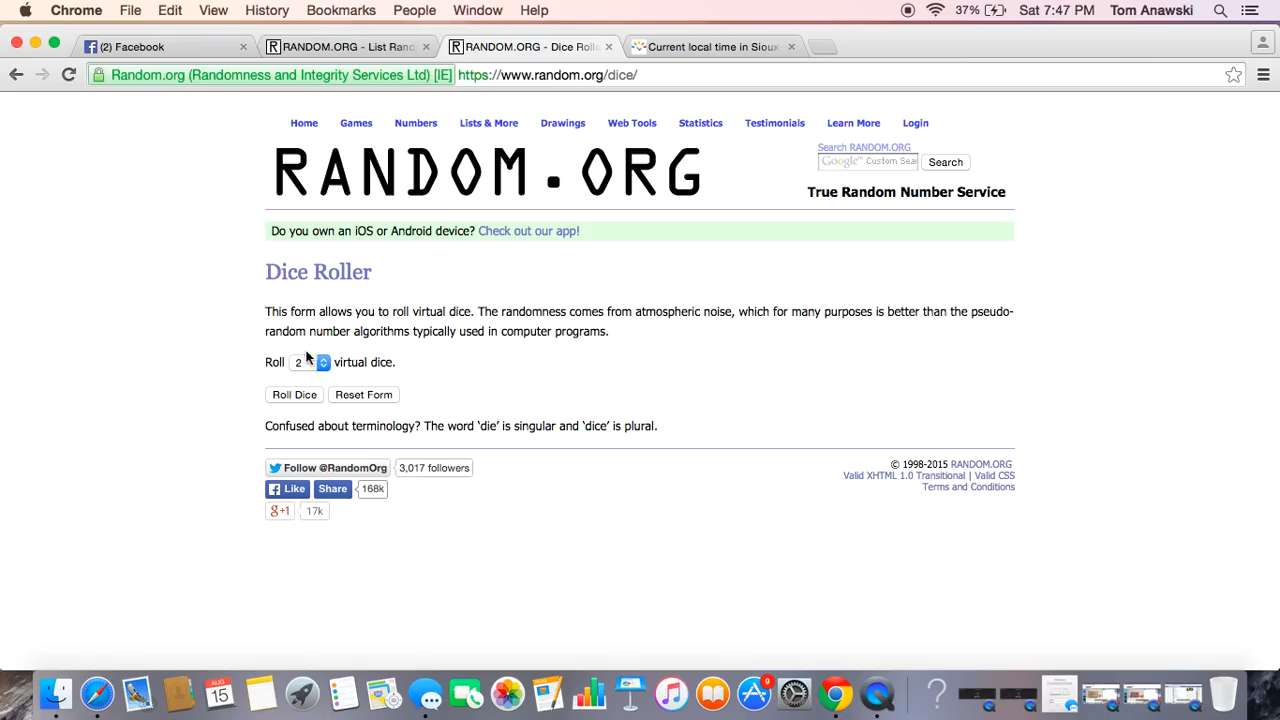 Chrome File Edit View History Bookmarks People Window Help 37% Sat 7:47 PM Tom Anawski
(2) Facebook RANDOM.ORG - List Ran RANDOM.ORG - Dice Rolle Current local time in Sioux
Random.org (Randomness and Integrity Services Ltd) [IE] https://www.random.org/dice/
Home Games Numbers Lists & More Drawings Web Tools Statistics Testimonials Learn More Login
Search RANDOM.ORG
Google™ Custom Sear Search
RANDOM.ORG
True Random Number Service
Do you own an iOS or Android device? Check out our app!
Dice Roller
This form allows you to roll virtual dice. The randomness comes from atmospheric noise, which for many purposes is better than the pseudo-
random number algorithms typically used in computer programs.
Roll 2 virtual dice.
Roll Dice Reset Form
Confused about terminology? The word ‘die’ is singular and ‘dice’ is plural.
Follow @RandomOrg 3,017 followers
Like Share 168k
g+1 17k
© 1998-2015 RANDOM.ORG
Valid XHTML 1.0 Transitional | Valid CSS
Terms and Conditions
AUG
15
9